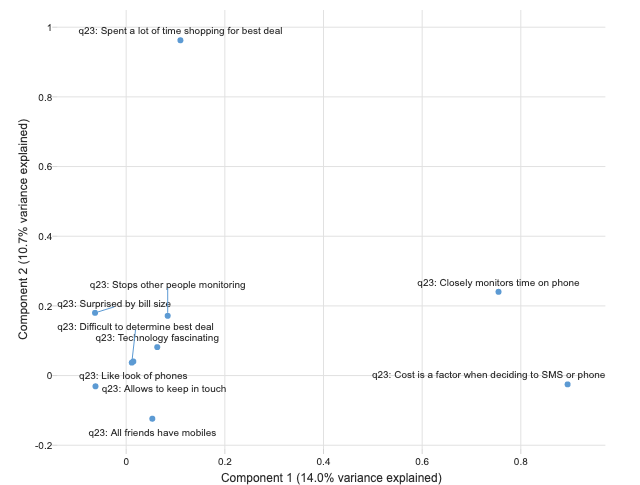 1
q23: Spent a lot of time shopping for best deal
0.8
0.6
0.4
Component 2 (10.7% variance explained)
q23: Stops other people monitoring
q23: Closely monitors time on phone
0.2
q23: Surprised by bill size
q23: Difficult to determine best deal
q23: Technology fascinating
0
q23: Like look of phones
q23: Cost is a factor when deciding to SMS or phone
q23: Allows to keep in touch
q23: All friends have mobiles
-0.2
0 0.2 0.4 0.6 0.8
Component 1 (14.0% variance explained)